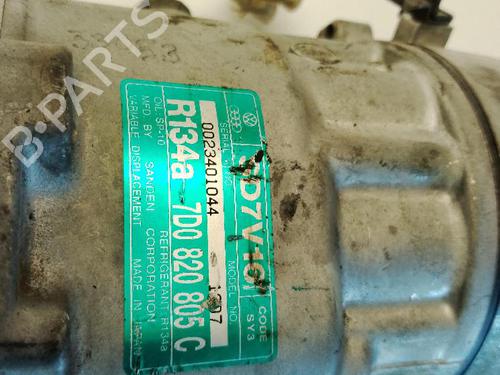 SD7V16
MODEL NO.
CODE
SY3
SERIAL NO.
0023401044
1207
R134a 7D0 820 805 C
OIL SP-10
REFRIGERANT:R134a
MFD. BY SANDEN CORPORATION
VARIABLE DISPLACEMENT
MADE IN JAPAN
B-PARTS